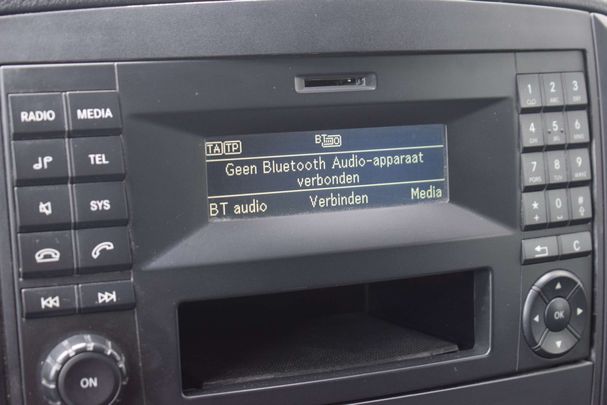 RADIO MEDIA
TEL
SYS
ON
TA TP BT
Geen Bluetooth Audio-apparaat
verbonden
BT audio Verbinden Media
1 2 3
4 5 6
7 8 9
* 0 #
C
OK